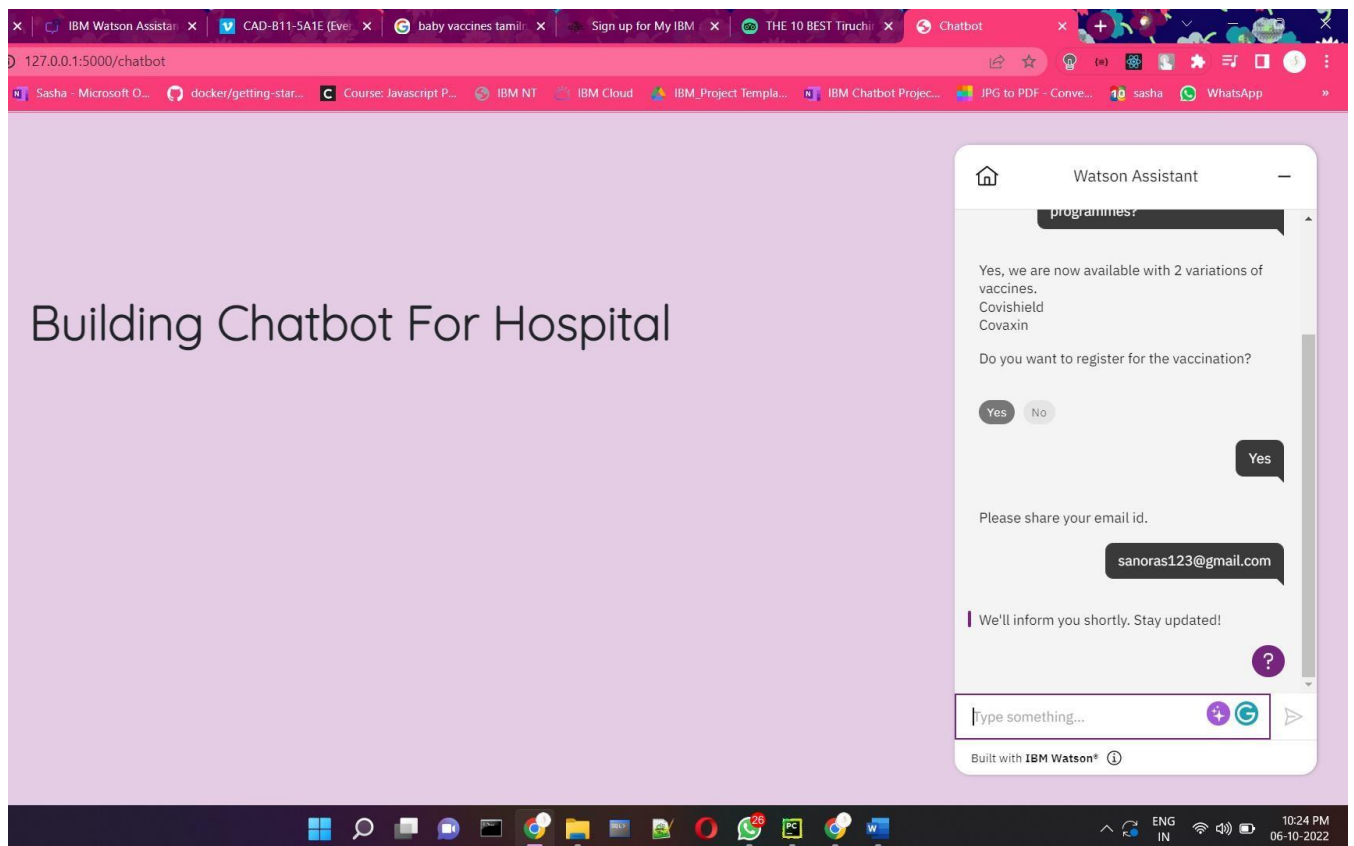 IBM Watson Assistan
CAD-B11-5A1E (Eve
baby vaccines tamiln
Sign up for My IBM
THE 10 BEST Tiruchi
Chatbot
127.0.0.1:5000/chatbot
Sasha - Microsoft O...
docker/getting-star...
Course: Javascript P...
IBM NT
IBM Cloud
IBM_Project Templa...
IBM Chatbot Projec...
JPG to PDF - Conve...
sasha
WhatsApp
»
Building Chatbot For Hospital
Watson Assistant
programmes?
Yes, we are now available with 2 variations of
vaccines.
Covishield
Covaxin
Do you want to register for the vaccination?
Yes No
Yes
Please share your email id.
sanoras123@gmail.com
We'll inform you shortly. Stay updated!
?
Type something...
Built with IBM Watson®
26
ENG
IN
10:24 PM
06-10-2022